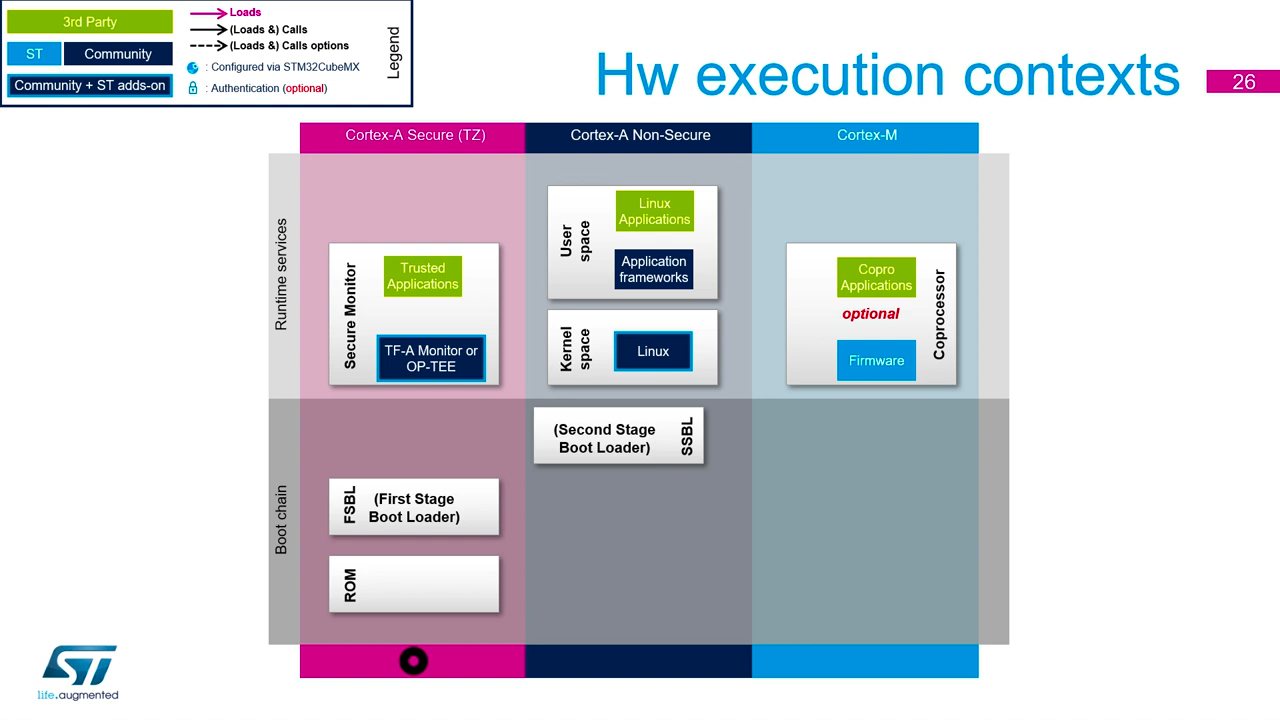 3rd Party
ST
Community
Community + ST adds-on
Loads
(Loads &) Calls
(Loads &) Calls options
: Configured via STM32CubeMX
: Authentication (optional)
Legend
Hw execution contexts
26
Cortex-A Secure (TZ)
Cortex-A Non-Secure
Cortex-M
Runtime services
Secure Monitor
Trusted
Applications
TF-A Monitor or
OP-TEE
User
space
Linux
Applications
Application
frameworks
Kernel
space
Linux
Copro
Applications
optional
Firmware
Coprocessor
Boot chain
(Second Stage
Boot Loader)
SSBL
FSBL
(First Stage
Boot Loader)
ROM
ST
life.augmented